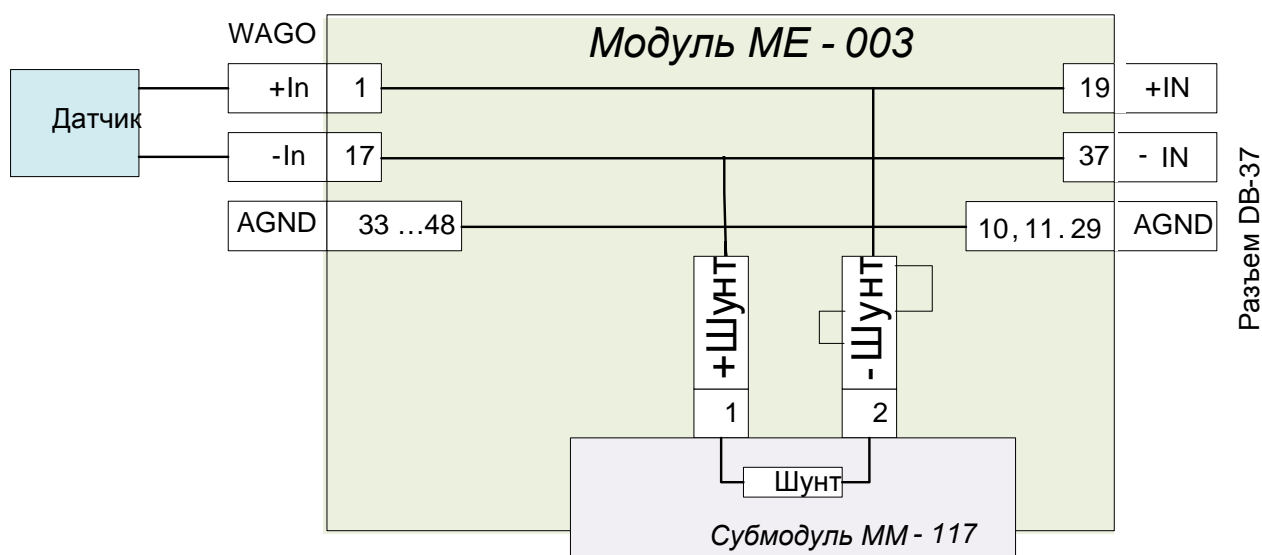 WAGO
Модуль МЕ - 003
Датчик
+In 1 19 +IN
-In 17 37 - IN
AGND 33 ...48 10,11.29 AGND
Разъем DB-37
+Шунт
-Шунт
1 2
Шунт
Субмодуль ММ - 117